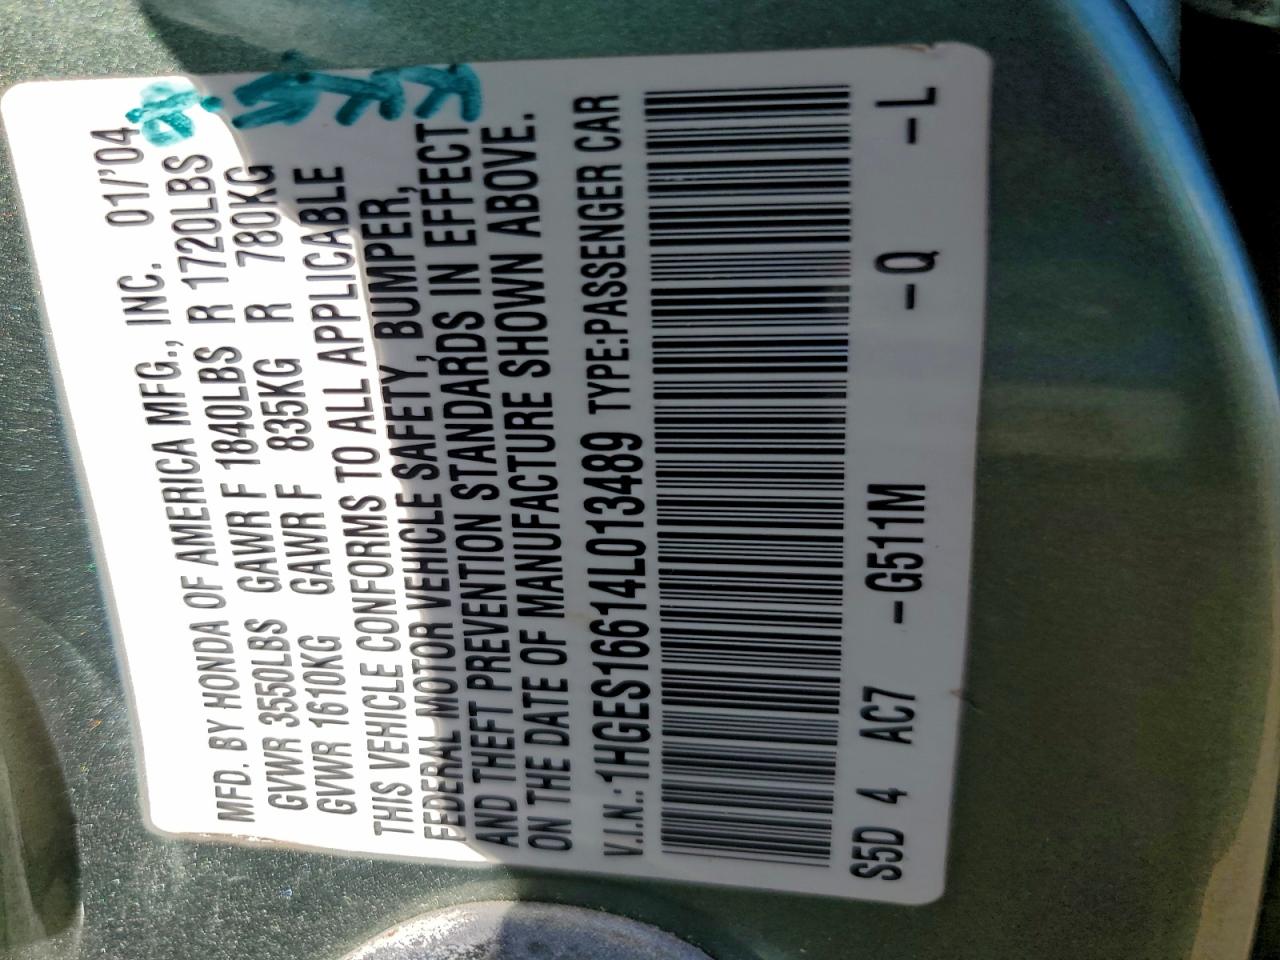 MFD. BY HONDA OF AMERICA MFG., INC. 01/'04
GVWR 3550LBS GAWR F 1840LBS R 1720LBS
GVWR 1610KG GAWR F 835KG R 780KG
THIS VEHICLE CONFORMS TO ALL APPLICABLE
FEDERAL MOTOR VEHICLE SAFETY, BUMPER,
AND THEFT PREVENTION STANDARDS IN EFFECT
ON THE DATE OF MANUFACTURE SHOWN ABOVE.
V.I.N.: 1HGES16614L013489 TYPE:PASSENGER CAR
S5D 4 AC7 -G511M -Q -L